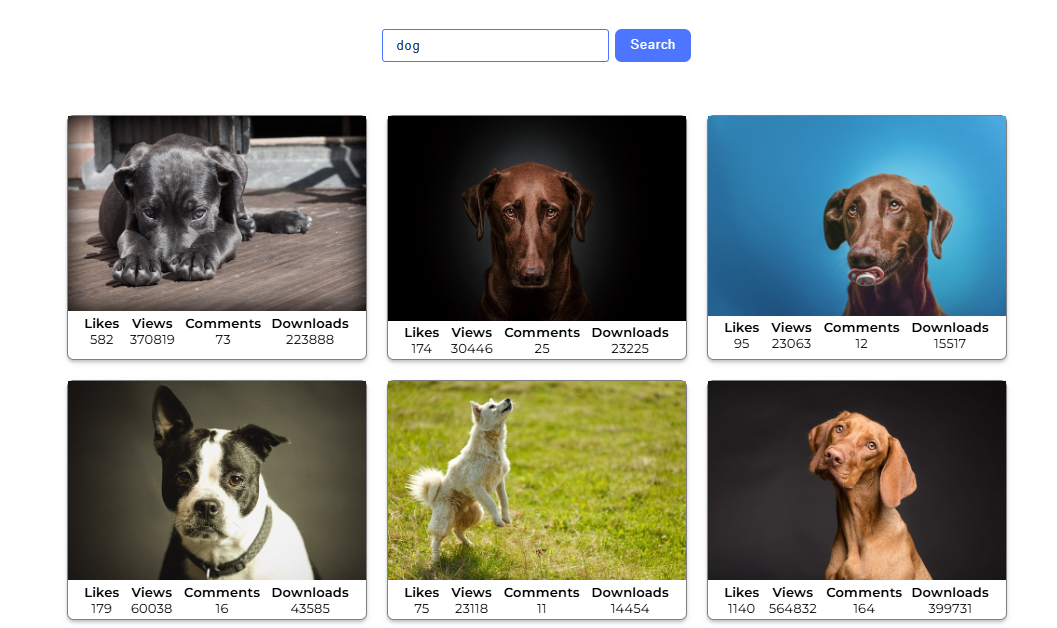 dog Search
Likes Views Comments Downloads
582 370819 73 223888
Likes Views Comments Downloads
174 30446 25 23225
Likes Views Comments Downloads
95 23063 12 15517
Likes Views Comments Downloads
179 60038 16 43585
Likes Views Comments Downloads
75 23118 11 14454
Likes Views Comments Downloads
1140 564832 164 399731